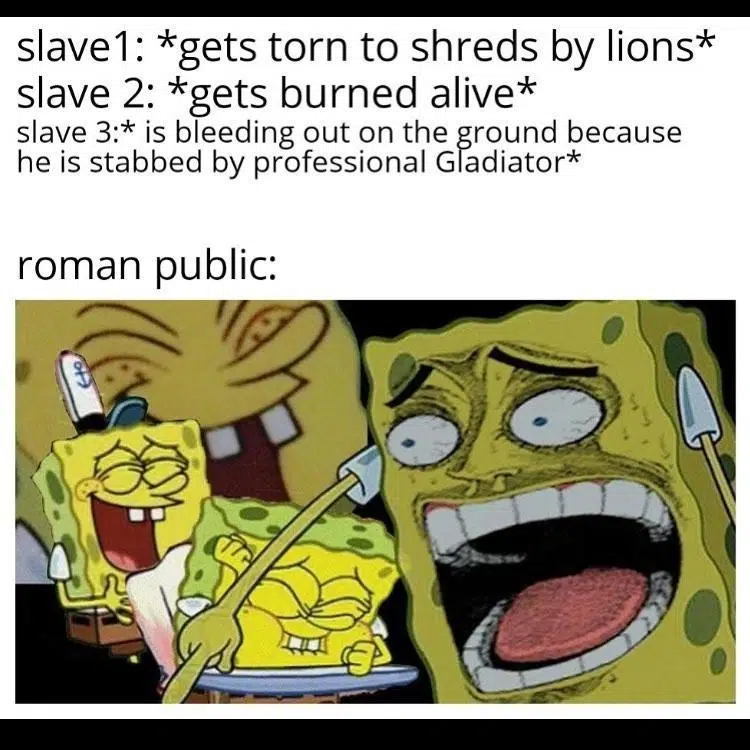 slave1: *gets torn to shreds by lions*
slave 2: *gets burned alive*
slave 3:* is bleeding out on the ground because
he is stabbed by professional Gladiator*
roman public: